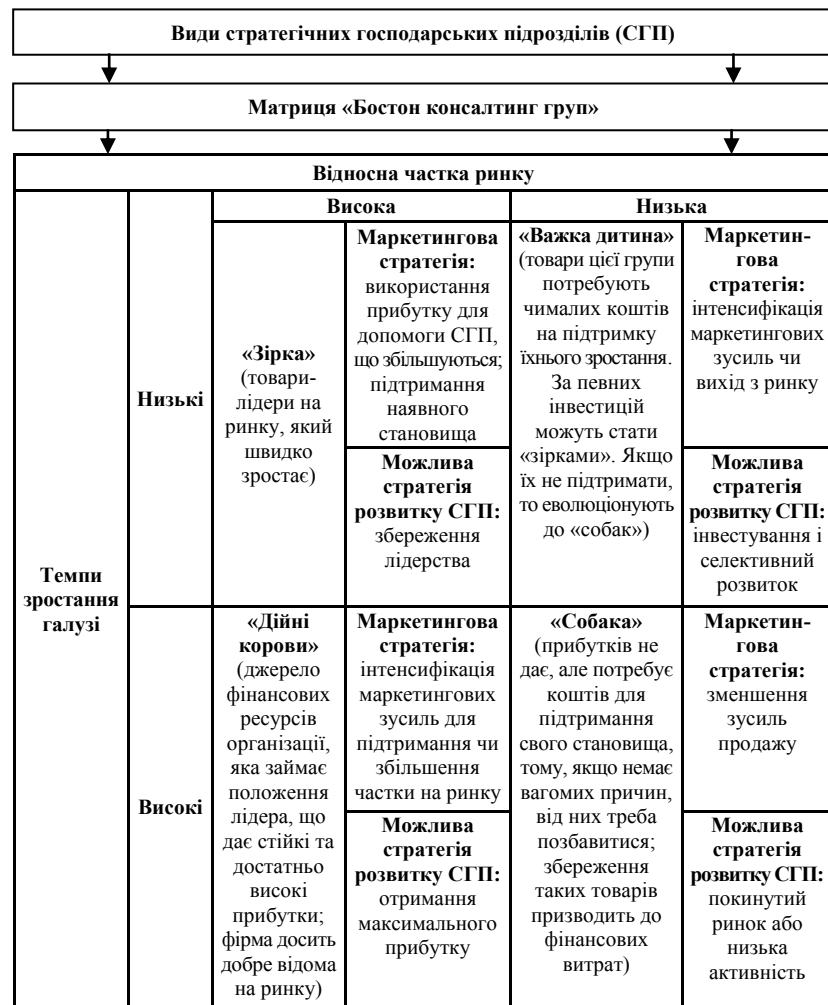 Види стратегічних господарських підрозділів (СГП)
Матриця «Бостон консалтинг груп»
Відносна частка ринку
Темпи
зростання
галузі
Висока
Низька
Низькі
«Зірка»
(товари-
лідери на
ринку, який
швидко
зростає)
Маркетингова
стратегія:
використання
прибутку для
допомоги СГП,
що збільшуються;
підтримання
наявного
становища
Можлива
стратегія
розвитку СГП:
збереження
лідерства
«Важка дитина»
(товари цієї групи
потребують
чималих коштів
на підтримку
їхнього зростання.
За певних
інвестицій
можуть стати
«зірками». Якщо
їх не підтримати,
то еволюціонують
до «собак»)
Маркетин-
гова
стратегія:
інтенсифікація
маркетингових
зусиль чи
вихід з ринку
Можлива
стратегія
розвитку СГП:
інвестування і
селективний
розвиток
Високі
«Дійні
корови»
(джерело
фінансових
ресурсів
організації,
яка займає
положення
лідера, що
дає стійкі та
достатньо
високі
прибутки;
фірма досить
добре відома
на ринку)
Маркетингова
стратегія:
інтенсифікація
маркетингових
зусиль для
підтримання чи
збільшення
частки на ринку
Можлива
стратегія
розвитку СГП:
отримання
максимального
прибутку
«Собака»
(прибутків не
дає, але потребує
коштів для
підтримання
свого становища,
тому, якщо немає
вагомих причин,
від них треба
позбавитися;
збереження
таких товарів
призводить до
фінансових
витрат)
Маркетин-
гова
стратегія:
зменшення
зусиль
продажу
Можлива
стратегія
розвитку СГП:
покинутий
ринок або
низька
активність